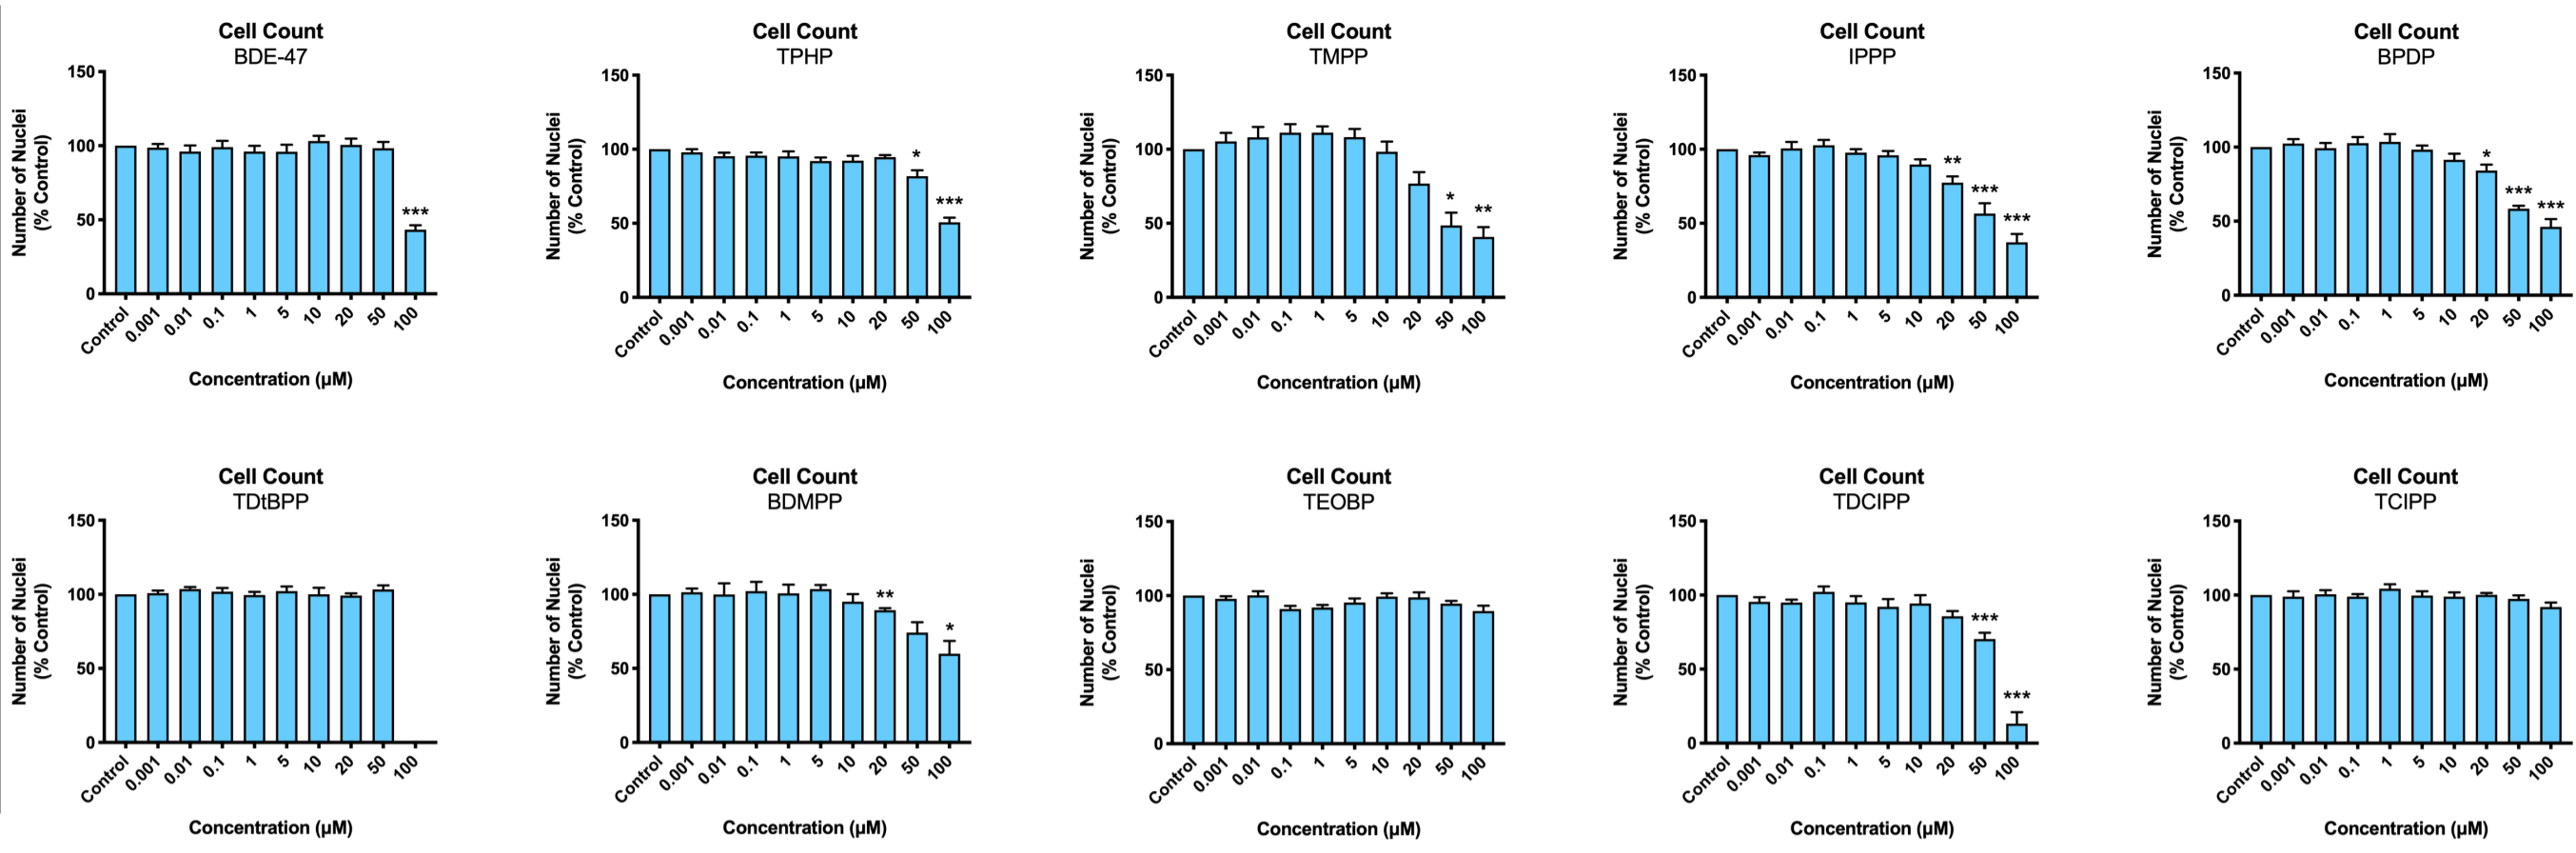 Cell Count
BDE-47
Number of Nuclei
(% Control)
150
100
50
0
***
Control 0.001 0.01 0.1 1 5 10 20 50 100
Concentration (µM)
Cell Count
TPHP
Number of Nuclei
(% Control)
150
100
50
0
* ***
Control 0.001 0.01 0.1 1 5 10 20 50 100
Concentration (µM)
Cell Count
TMPP
Number of Nuclei
(% Control)
150
100
50
0
* **
Control 0.001 0.01 0.1 1 5 10 20 50 100
Concentration (µM)
Cell Count
IPPP
Number of Nuclei
(% Control)
150
100
50
0
** *** ***
Control 0.001 0.01 0.1 1 5 10 20 50 100
Concentration (µM)
Cell Count
BPDP
Number of Nuclei
(% Control)
150
100
50
0
* *** ***
Control 0.001 0.01 0.1 1 5 10 20 50 100
Concentration (µM)
Cell Count
TDtBPP
Number of Nuclei
(% Control)
150
100
50
0
Control 0.001 0.01 0.1 1 5 10 20 50 100
Concentration (µM)
Cell Count
BDMPP
Number of Nuclei
(% Control)
150
100
50
0
** *
Control 0.001 0.01 0.1 1 5 10 20 50 100
Concentration (µM)
Cell Count
TEOBP
Number of Nuclei
(% Control)
150
100
50
0
Control 0.001 0.01 0.1 1 5 10 20 50 100
Concentration (µM)
Cell Count
TDCIPP
Number of Nuclei
(% Control)
150
100
50
0
*** ***
Control 0.001 0.01 0.1 1 5 10 20 50 100
Concentration (µM)
Cell Count
TCIPP
Number of Nuclei
(% Control)
150
100
50
0
Control 0.001 0.01 0.1 1 5 10 20 50 100
Concentration (µM)